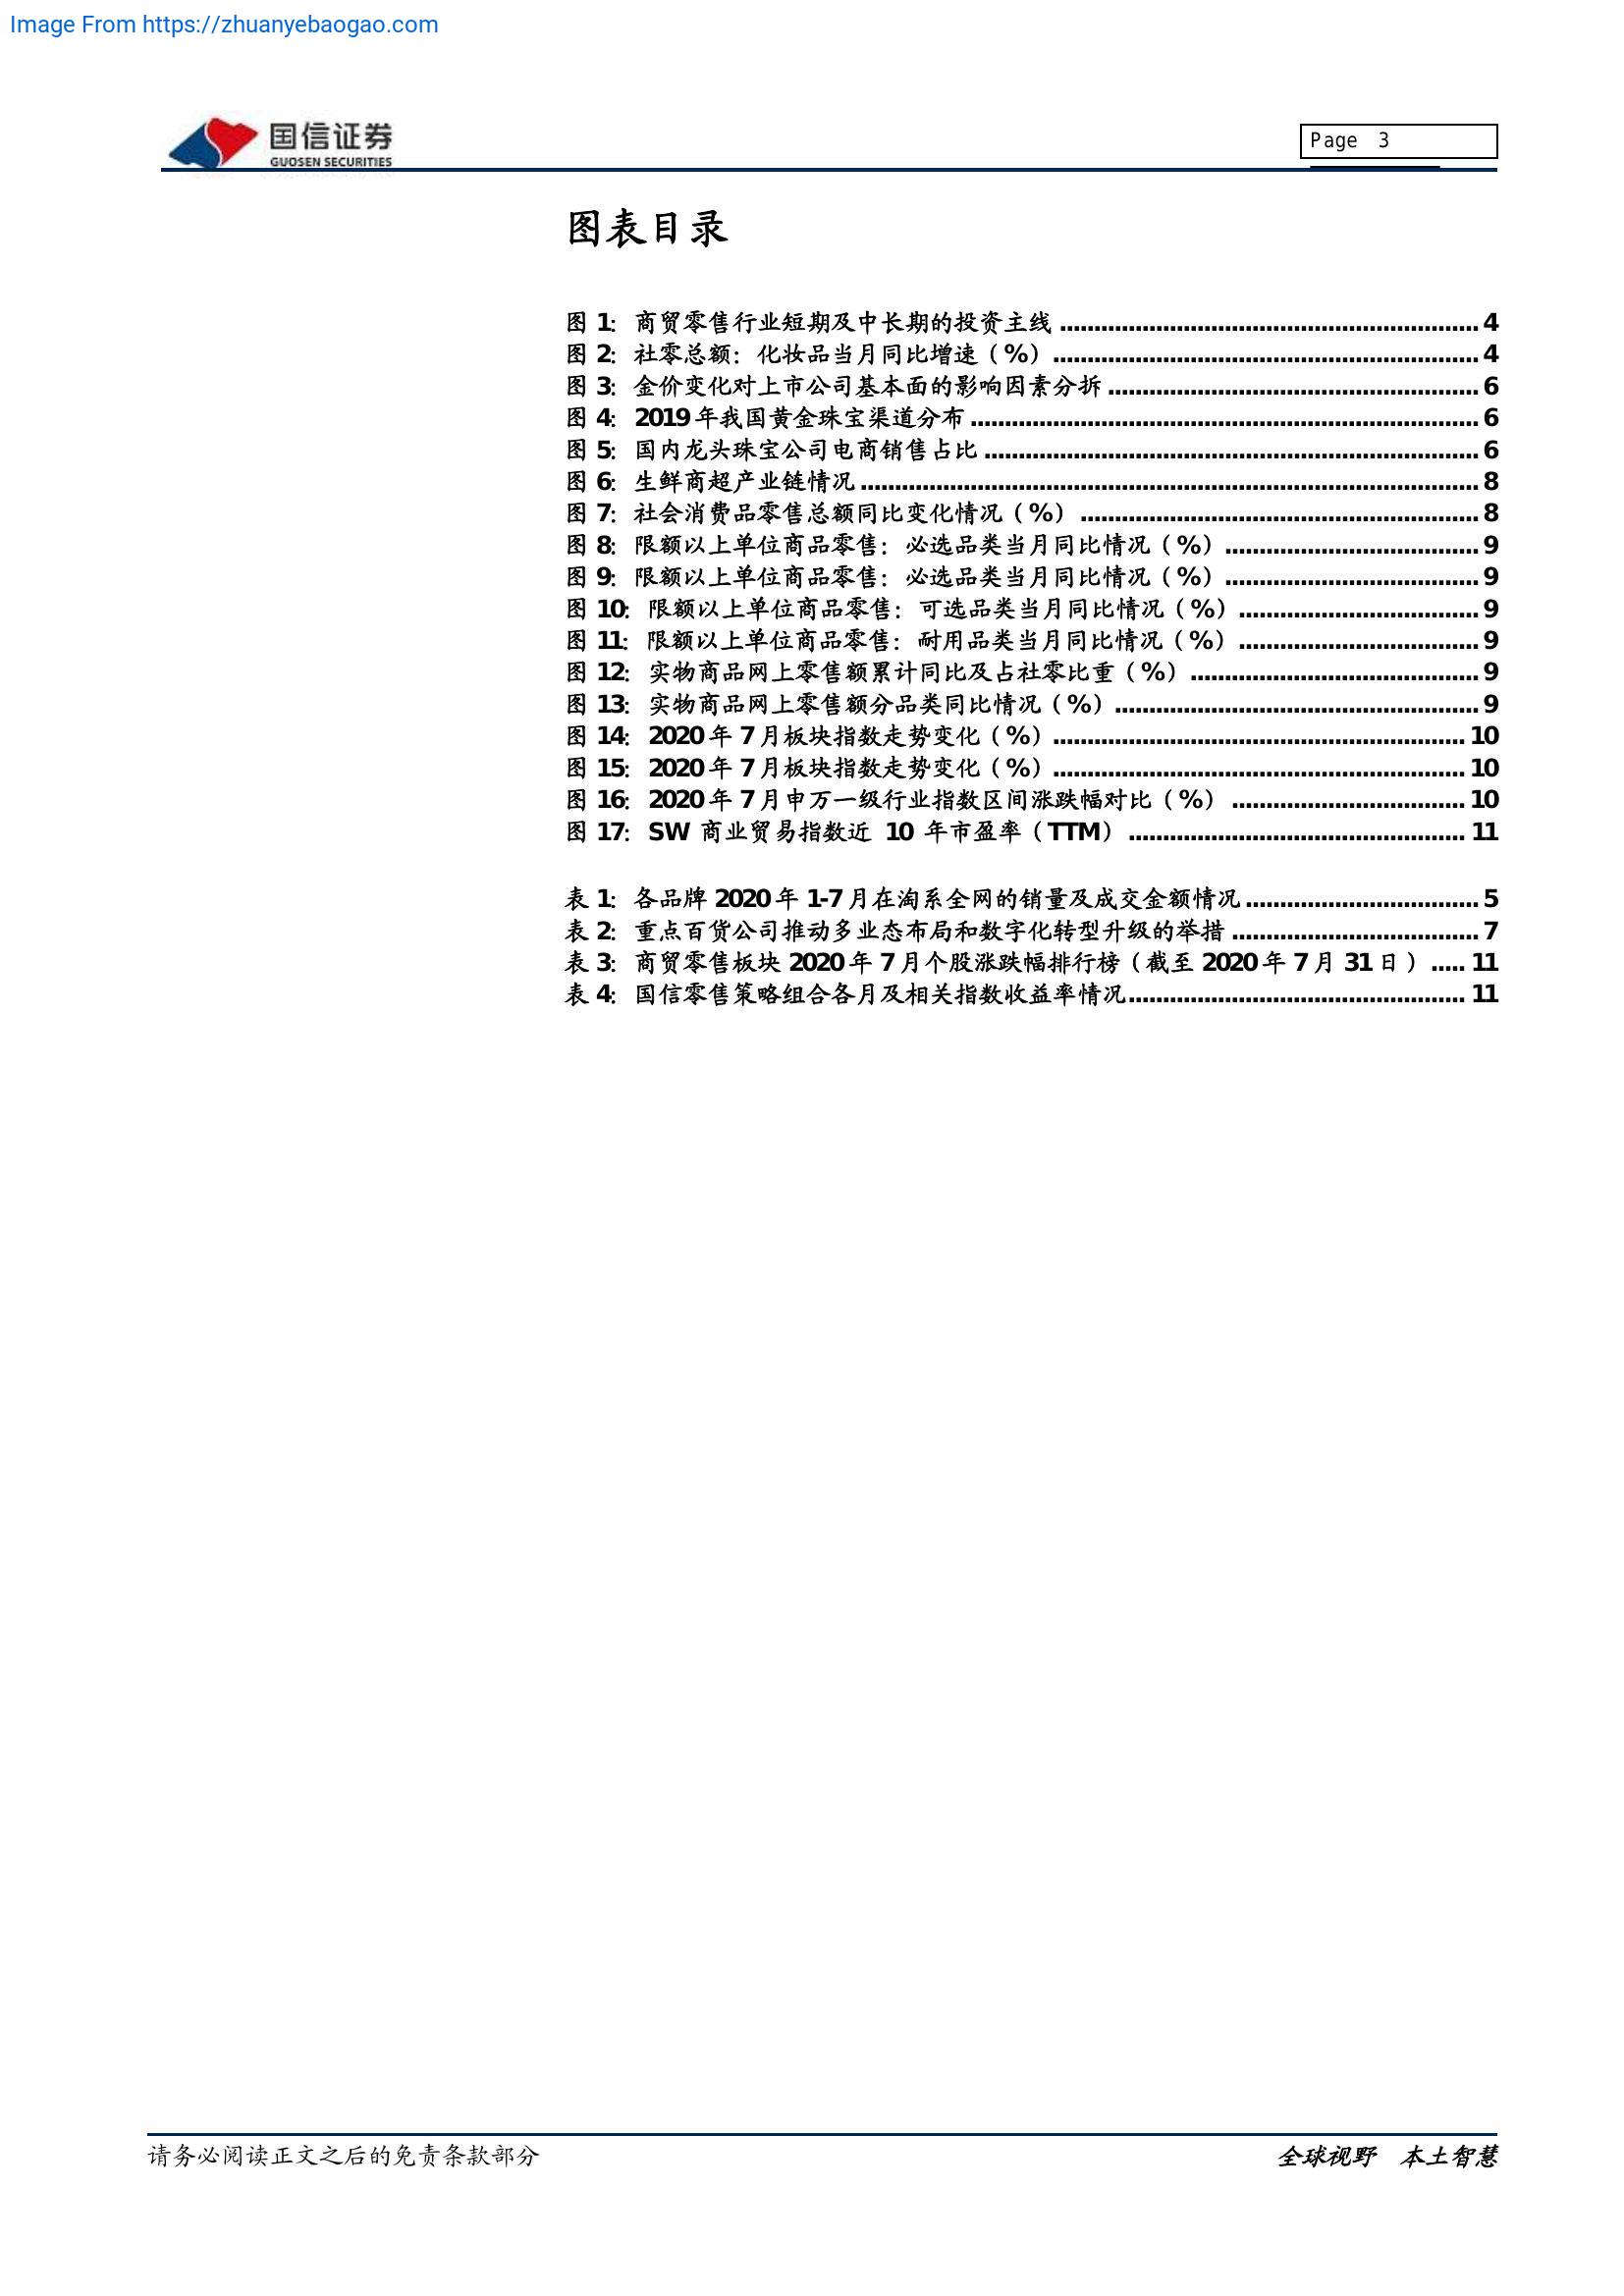 Image From https://zhuanyebaogao.com
国信证券
GUOSEN SECURITIES
Page 3
图表目录
图 1：商贸零售行业短期及中长期的投资主线 4
图 2：社零总额：化妆品当月同比增速（%） 4
图 3：金价变化对上市公司基本面的影响因素分拆 6
图 4：2019 年我国黄金珠宝渠道分布 6
图 5：国内龙头珠宝公司电商销售占比 6
图 6：生鲜商超产业链情况 8
图 7：社会消费品零售总额同比变化情况（%） 8
图 8：限额以上单位商品零售：必选品类当月同比情况（%） 9
图 9：限额以上单位商品零售：必选品类当月同比情况（%） 9
图 10：限额以上单位商品零售：可选品类当月同比情况（%） 9
图 11：限额以上单位商品零售：耐用品类当月同比情况（%） 9
图 12：实物商品网上零售额累计同比及占社零比重（%） 9
图 13：实物商品网上零售额分品类同比情况（%） 9
图 14：2020 年 7 月板块指数走势变化（%） 10
图 15：2020 年 7 月板块指数走势变化（%） 10
图 16：2020 年 7 月申万一级行业指数区间涨跌幅对比（%） 10
图 17：SW 商业贸易指数近 10 年市盈率（TTM） 11
表 1：各品牌 2020 年 1-7 月在淘系全网的销量及成交金额情况 5
表 2：重点百货公司推动多业态布局和数字化转型升级的举措 7
表 3：商贸零售板块 2020 年 7 月个股涨跌幅排行榜（截至 2020 年 7 月 31 日） 11
表 4：国信零售策略组合各月及相关指数收益率情况 11
请务必阅读正文之后的免责条款部分
全球视野 本土智慧